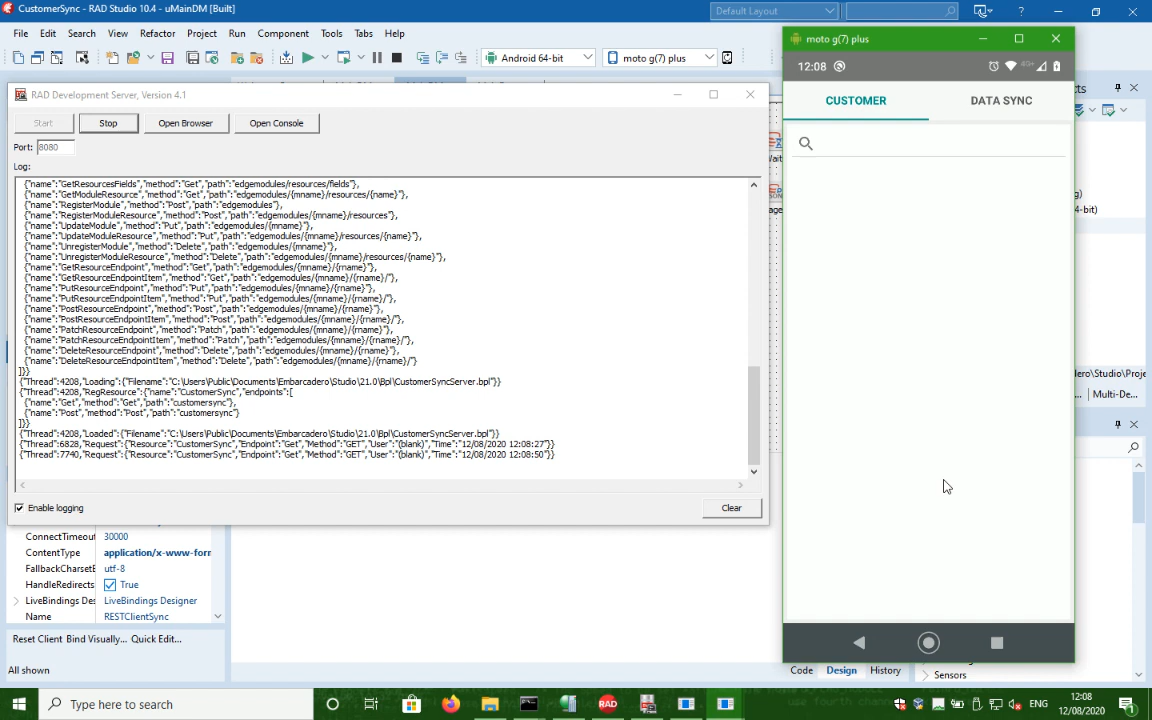 CustomerSync - RAD Studio 10.4 - uMainDM [Built]
Default Layout
File Edit Search View Refactor Project Run Component Tools Tabs Help
Android 64-bit
moto g(7) plus
RAD Development Server, Version 4.1
Start Stop Open Browser Open Console
Port: 8080
Log:
{"name":"GetResourcesFields","method":"Get","path":"edgemodules/resources/fields"},
{"name":"GetModuleResource","method":"Get","path":"edgemodules/{mname}/resources/{name}"},
{"name":"RegisterModule","method":"Post","path":"edgemodules"},
{"name":"RegisterModuleResource","method":"Post","path":"edgemodules/{mname}/resources"},
{"name":"UpdateModule","method":"Put","path":"edgemodules/{mname}"},
{"name":"UpdateModuleResource","method":"Put","path":"edgemodules/{mname}/resources/{name}"},
{"name":"UnregisterModule","method":"Delete","path":"edgemodules/{mname}"},
{"name":"UnregisterModuleResource","method":"Delete","path":"edgemodules/{mname}/resources/{name}"},
{"name":"GetResourceEndpoint","method":"Get","path":"edgemodules/{mname}/{rname}"},
{"name":"GetResourceEndpointItem","method":"Get","path":"edgemodules/{mname}/{rname}/"},
{"name":"PutResourceEndpoint","method":"Put","path":"edgemodules/{mname}/{rname}"},
{"name":"PutResourceEndpointItem","method":"Put","path":"edgemodules/{mname}/{rname}/"},
{"name":"PostResourceEndpoint","method":"Post","path":"edgemodules/{mname}/{rname}"},
{"name":"PostResourceEndpointItem","method":"Post","path":"edgemodules/{mname}/{rname}/"},
{"name":"PatchResourceEndpoint","method":"Patch","path":"edgemodules/{mname}/{rname}"},
{"name":"PatchResourceEndpointItem","method":"Patch","path":"edgemodules/{mname}/{rname}/"},
{"name":"DeleteResourceEndpoint","method":"Delete","path":"edgemodules/{mname}/{rname}"},
{"name":"DeleteResourceEndpointItem","method":"Delete","path":"edgemodules/{mname}/{rname}/"}
]}}
{"Thread":4208,"Loading":{"Filename":"C:\Users\Public\Documents\Embarcadero\Studio\21.0\Bpl\CustomerSyncServer.bpl"}}
{"Thread":4208,"RegResource":{"name":"CustomerSync","endpoints":[
{"name":"Get","method":"Get","path":"customersync"},
{"name":"Post","method":"Post","path":"customersync"}
]}}
{"Thread":4208,"Loaded":{"Filename":"C:\Users\Public\Documents\Embarcadero\Studio\21.0\Bpl\CustomerSyncServer.bpl"}}
{"Thread":6828,"Request":{"Resource":"CustomerSync","Endpoint":"Get","Method":"GET","User":"(blank)","Time":"12/08/2020 12:08:27"}}
{"Thread":7740,"Request":{"Resource":"CustomerSync","Endpoint":"Get","Method":"GET","User":"(blank)","Time":"12/08/2020 12:08:50"}}
Enable logging
Clear
moto g(7) plus
12:08
CUSTOMER DATA SYNC
ConnectTimeout 30000
ContentType application/x-www-forr
FallbackCharsetE utf-8
HandleRedirects True
LiveBindings Des LiveBindings Designer
Name RESTClientSync
Reset Client Bind Visually... Quick Edit...
All shown
Code Design History
Sensors
cts
g)
4-bit)
ero\Studio\Proje
Multi-De...
Type here to search
RAD
ENG
12:08
12/08/2020
1